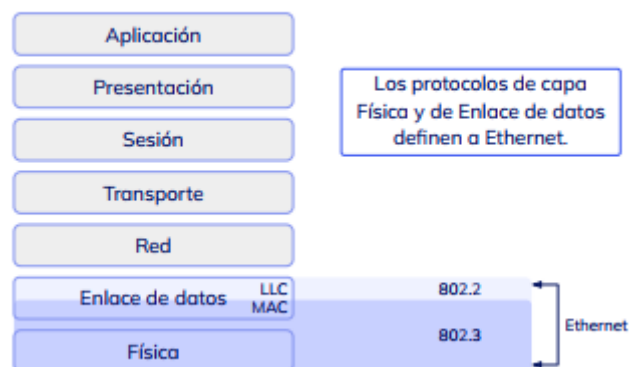 Aplicación
Presentación
Los protocolos de capa
Física y de Enlace de datos
definen a Ethernet.
Sesión
Transporte
Red
Enlace de datos
LLC
MAC
802.2
802.3
Ethernet
Física